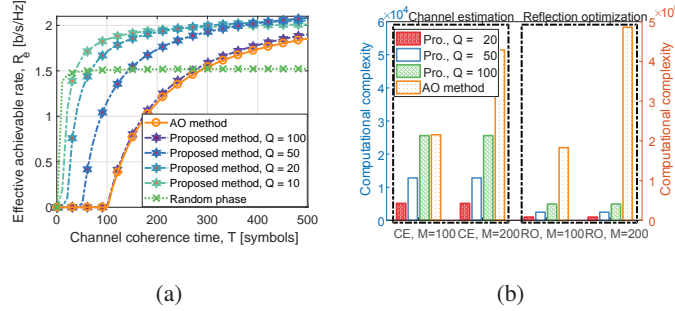 Effective achievable rate, R_e [b/s/Hz]
2
1.5
1
0.5
0
AO method
Proposed method, Q = 100
Proposed method, Q = 50
Proposed method, Q = 20
Proposed method, Q = 10
Random phase
0 100 200 300 400 500
Channel coherence time, T [symbols]
(a)
×10⁴
Channel estimation Reflection optimization
Computational complexity
6
5
4
3
2
1
0
Pro., Q = 20
Pro., Q = 50
Pro., Q = 100
AO method
CE, M=100 CE, M=200 RO, M=100 RO, M=200
5
4
3
2
1
0
Computational complexity
(b)